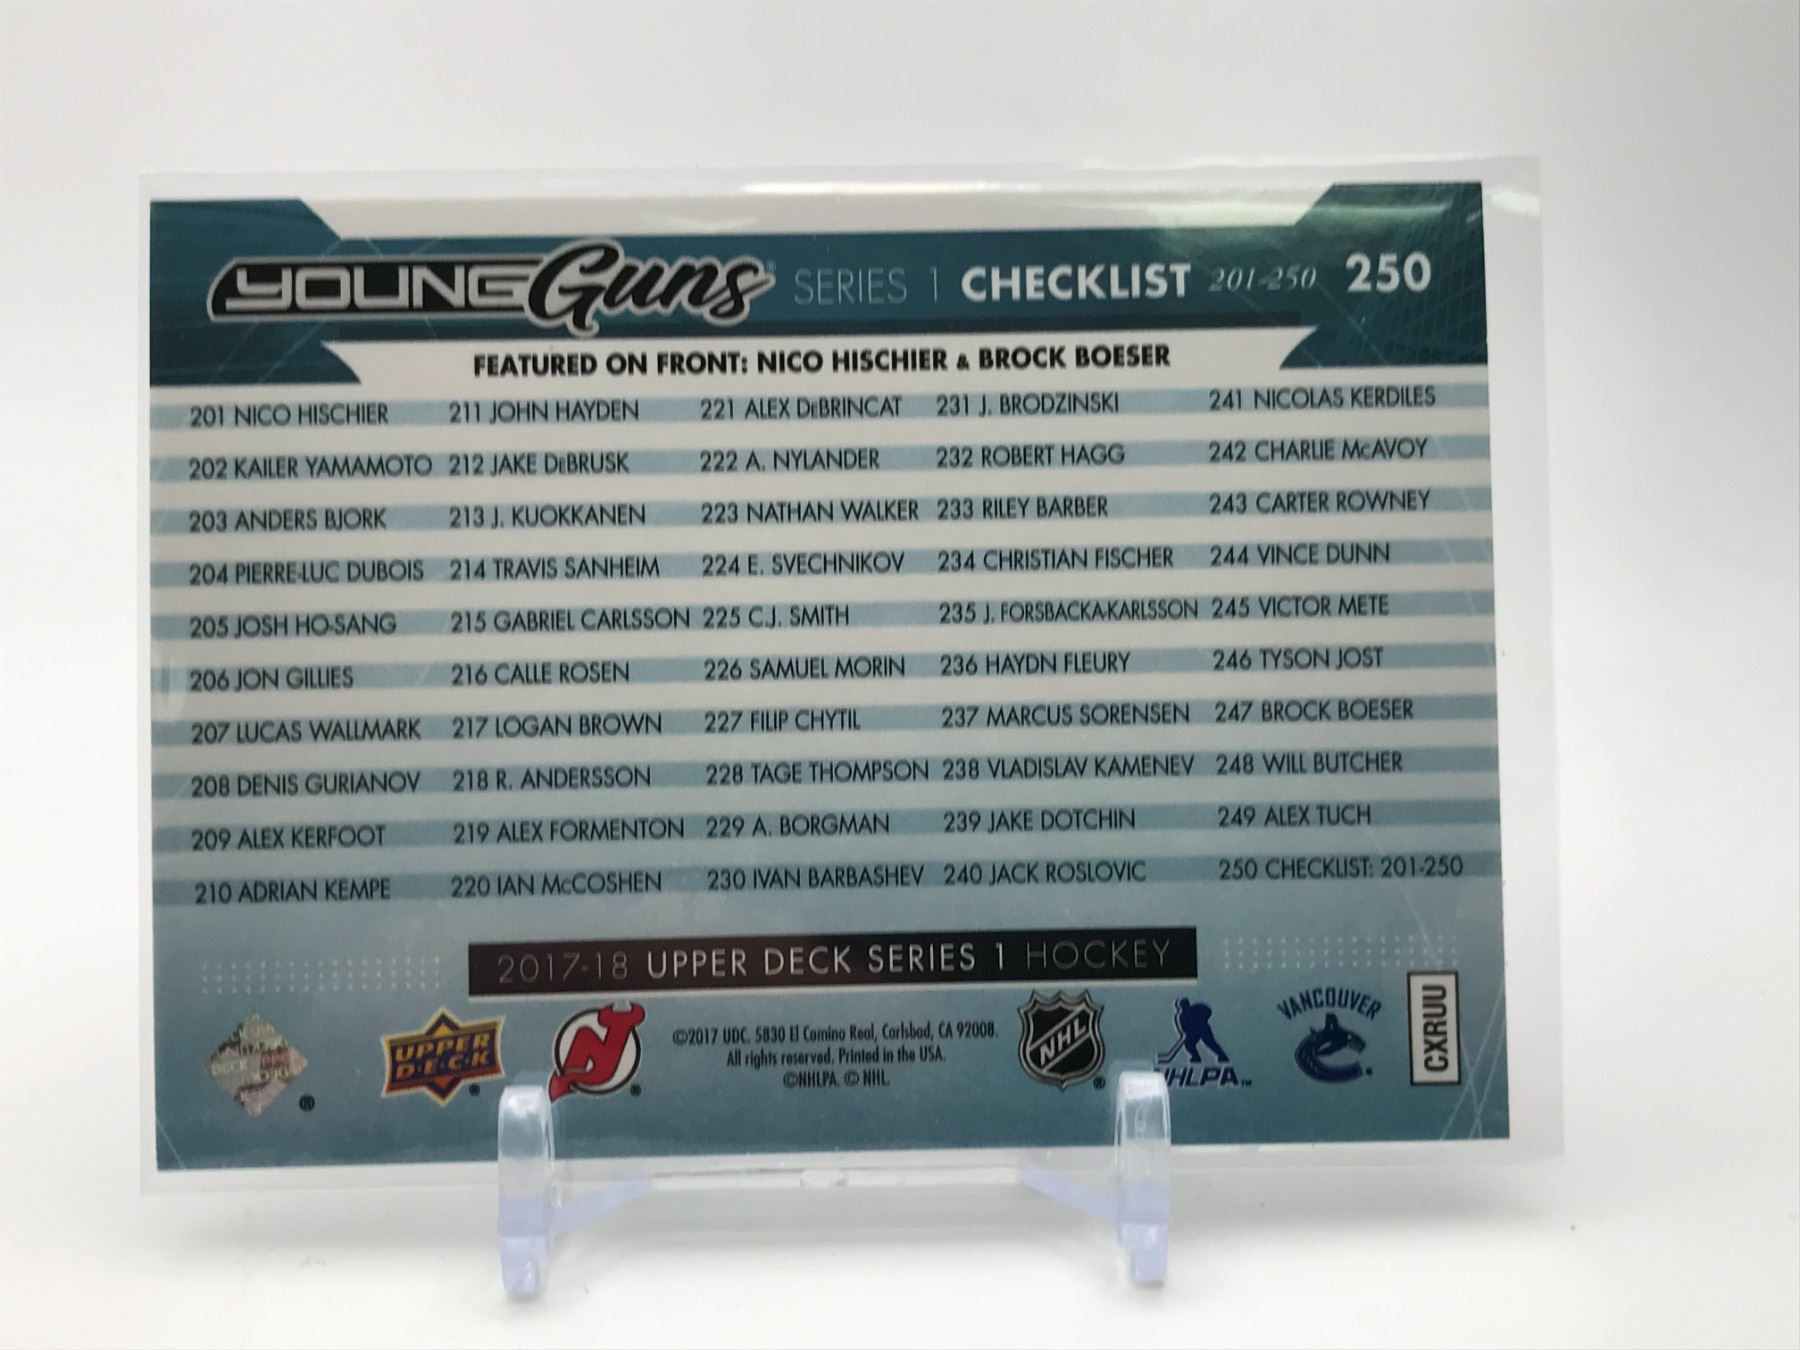 YOUNG Guns SERIES 1 CHECKLIST 201-250 250
FEATURED ON FRONT: NICO HISCHIER & BROCK BOESER
201 NICO HISCHIER
202 KAILER YAMAMOTO
203 ANDERS BJORK
204 PIERRE-LUC DUBOIS
205 JOSH HO-SANG
206 JON GILLIES
207 LUCAS WALLMARK
208 DENIS GURIANOV
209 ALEX KERFOOT
210 ADRIAN KEMPE
211 JOHN HAYDEN
212 JAKE DeBRUSK
213 J. KUOKKANEN
214 TRAVIS SANHEIM
215 GABRIEL CARLSSON
216 CALLE ROSEN
217 LOGAN BROWN
218 R. ANDERSSON
219 ALEX FORMENTON
220 IAN McCOSHEN
221 ALEX DeBRINCAT
222 A. NYLANDER
223 NATHAN WALKER
224 E. SVECHNIKOV
225 C.J. SMITH
226 SAMUEL MORIN
227 FILIP CHYTIL
228 TAGE THOMPSON
229 A. BORGMAN
230 IVAN BARBASHEV
231 J. BRODZINSKI
232 ROBERT HAGG
233 RILEY BARBER
234 CHRISTIAN FISCHER
235 J. FORSBACKA-KARLSSON
236 HAYDN FLEURY
237 MARCUS SORENSEN
238 VLADISLAV KAMENEV
239 JAKE DOTCHIN
240 JACK ROSLOVIC
241 NICOLAS KERDILES
242 CHARLIE McAVOY
243 CARTER ROWNEY
244 VINCE DUNN
245 VICTOR METE
246 TYSON JOST
247 BROCK BOESER
248 WILL BUTCHER
249 ALEX TUCH
250 CHECKLIST: 201-250
2017-18 UPPER DECK SERIES 1 HOCKEY
®
UPPER
D·E·C·K
®
®
©2017 UDC. 5830 El Camino Real, Carlsbad, CA 92008.
All rights reserved. Printed in the USA.
©NHLPA. © NHL.
NHL
®
NHLPA™
VANCOUVER
CXRUU